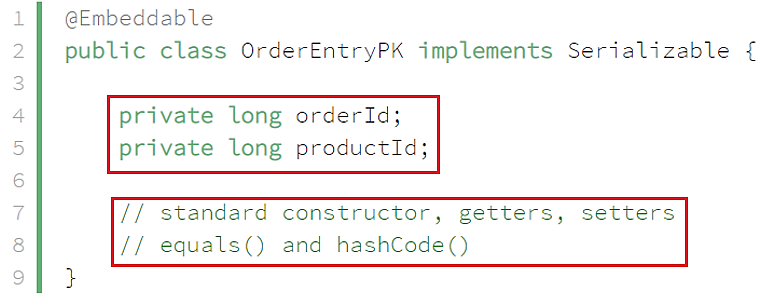 1 @Embeddable
2 public class OrderEntryPK implements Serializable {
3
4     private long orderId;
5     private long productId;
6
7     // standard constructor, getters, setters
8     // equals() and hashCode()
9 }